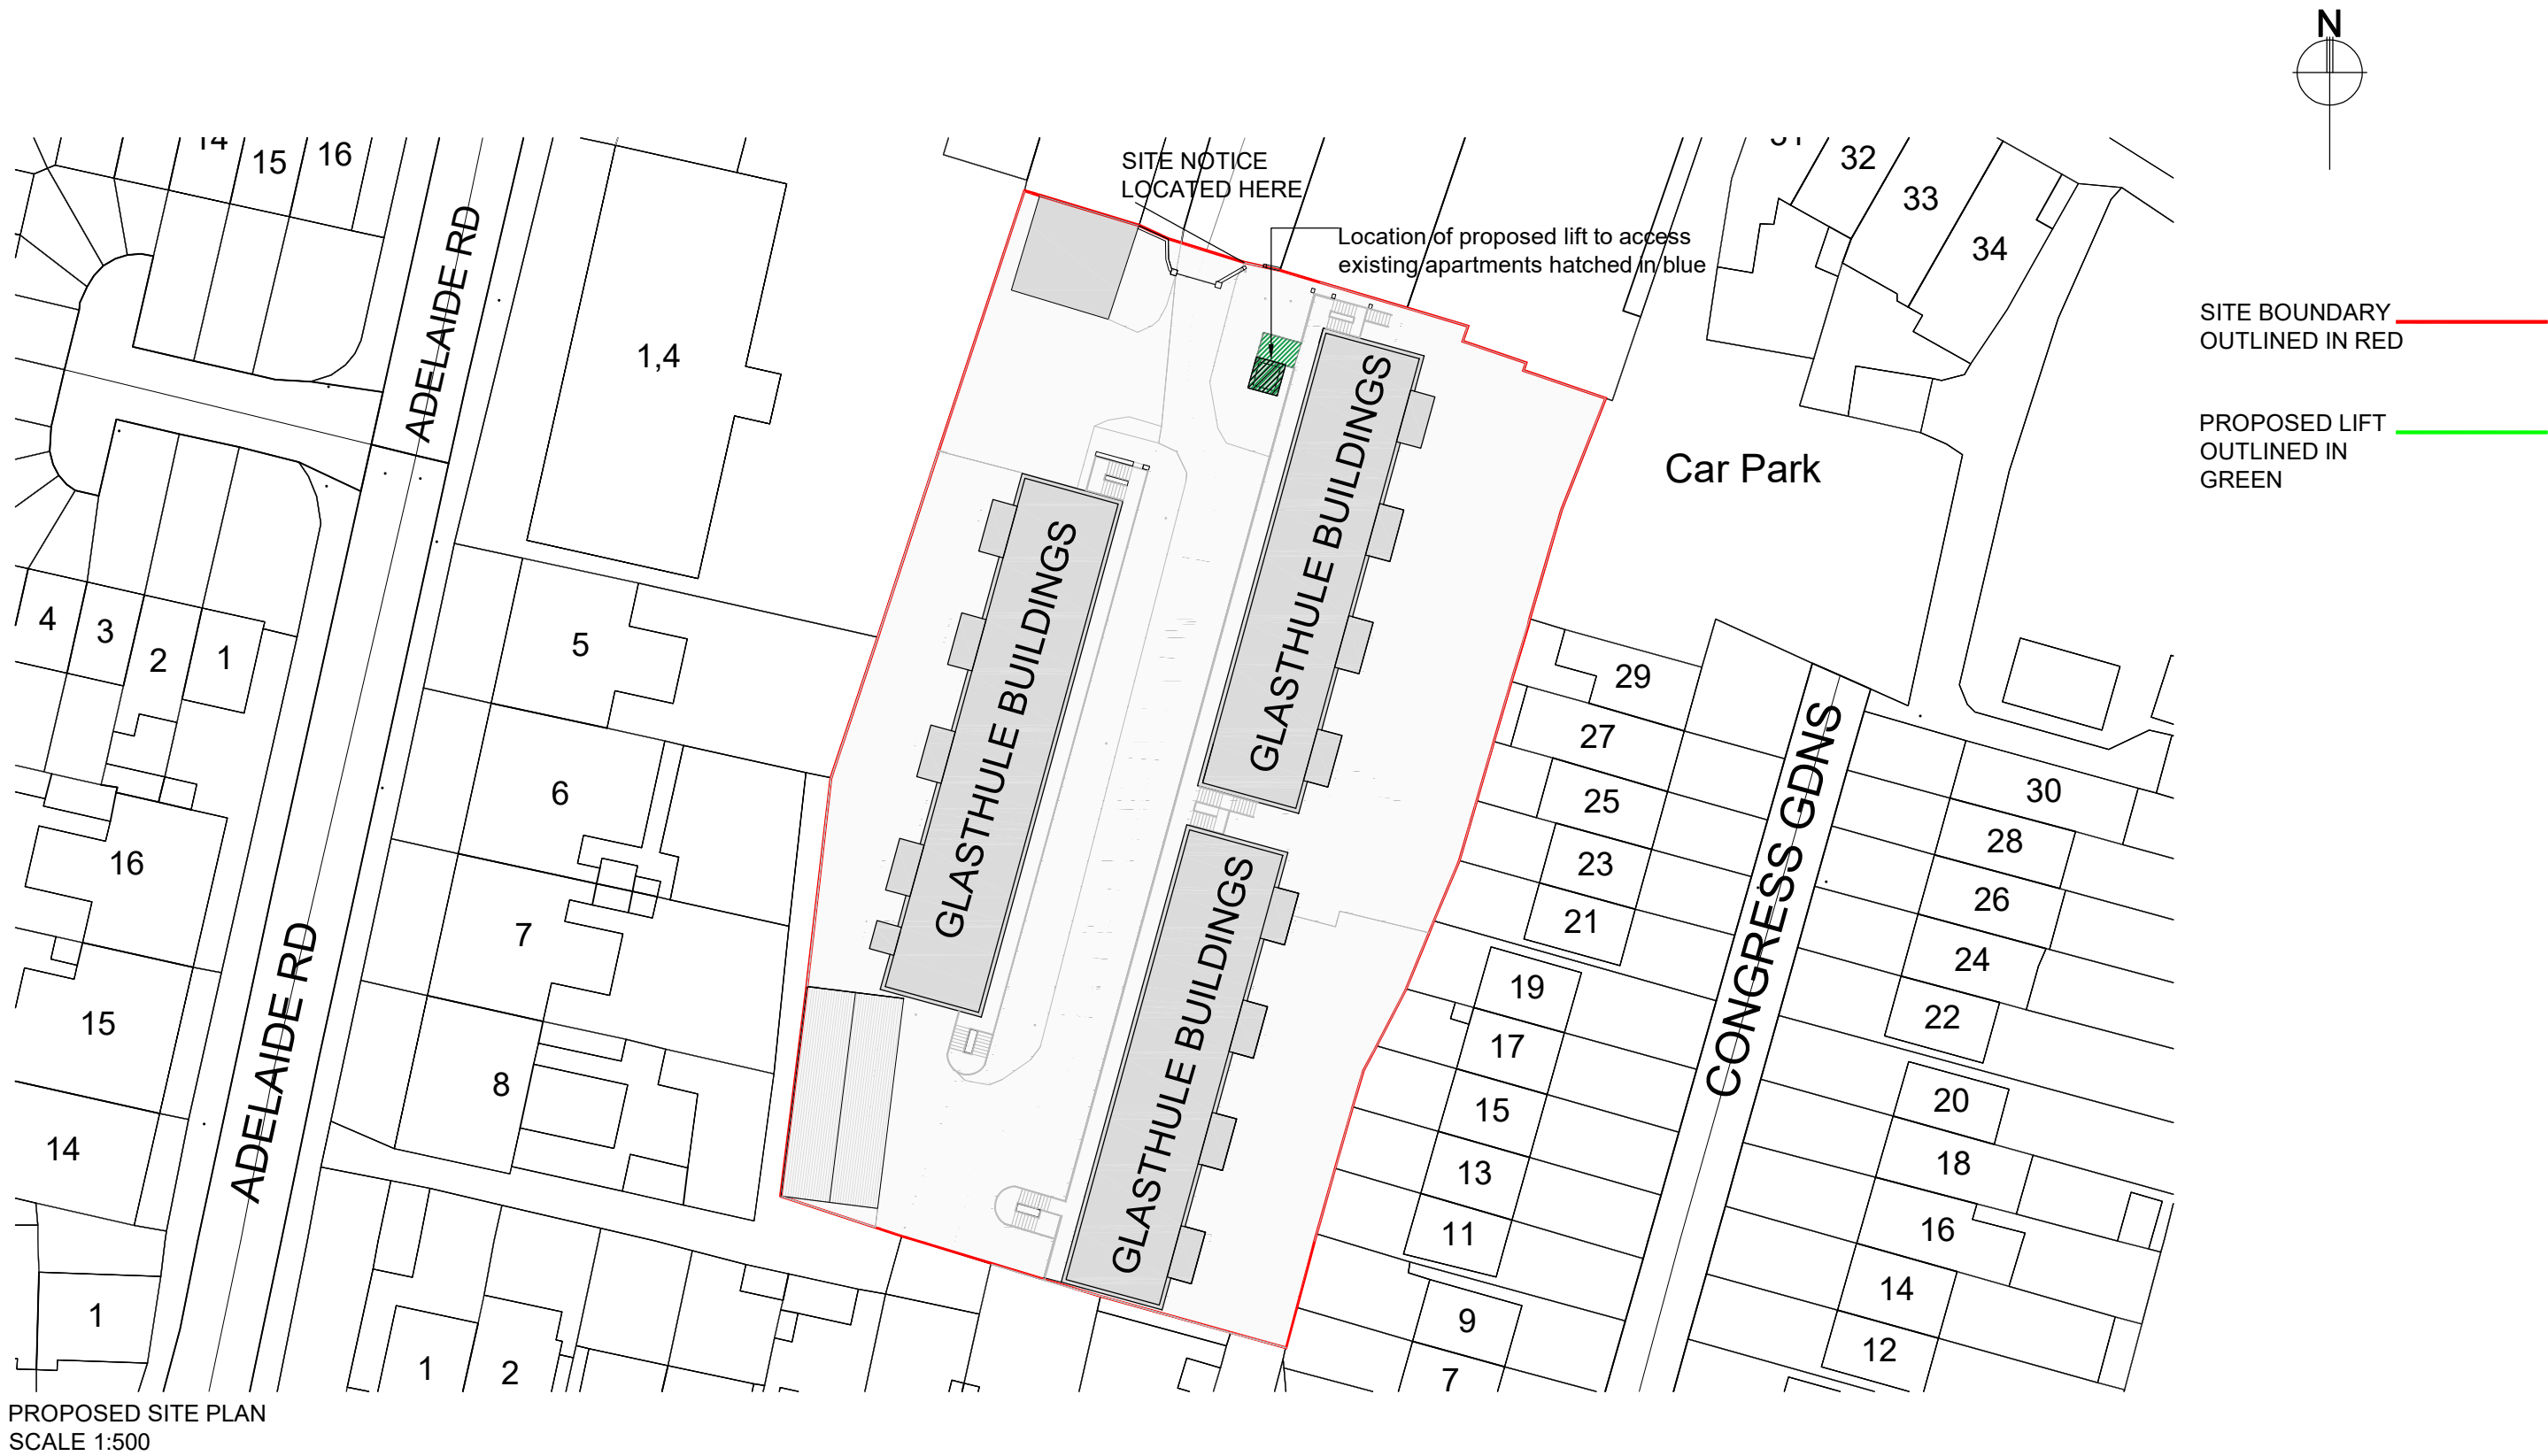 N
14
15
16
SITE NOTICE
LOCATED HERE
32
33
34
Location of proposed lift to access
existing apartments hatched in blue
ADELAIDE RD
1,4
SITE BOUNDARY
OUTLINED IN RED
PROPOSED LIFT
OUTLINED IN
GREEN
Car Park
GLASTHULE BUILDINGS
GLASTHULE BUILDINGS
GLASTHULE BUILDINGS
4
3
2
1
5
6
7
8
16
15
14
1
ADELAIDE RD
1
2
29
27
25
23
21
19
17
15
13
11
9
7
CONGRESS GDNS
30
28
26
24
22
20
18
16
14
12
PROPOSED SITE PLAN
SCALE 1:500